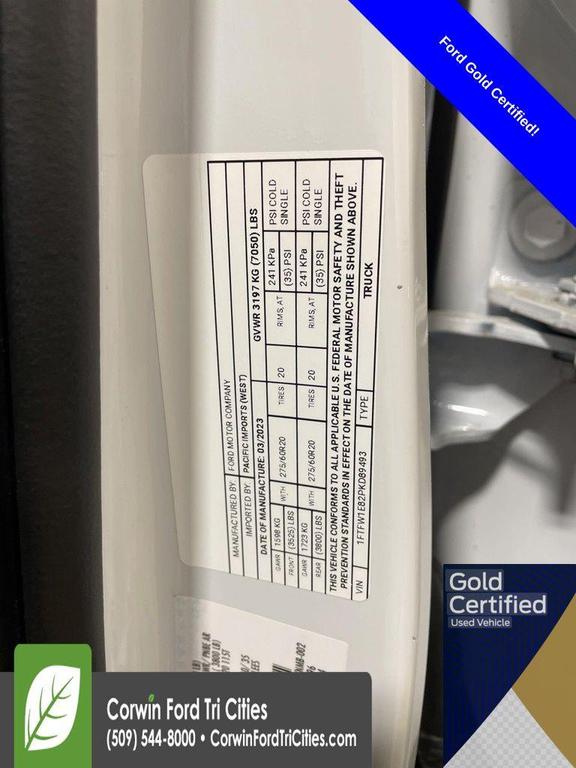 Ford Gold Certified!
MANUFACTURED BY: FORD MOTOR COMPANY
IMPORTED BY: PACIFIC IMPORTS (WEST)
DATE OF MANUFACTURE: 03/2023 GVWR 3197 KG (7050) LBS
GAWR 1598 KG WITH 275/60R20 TIRES 20 RIMS, AT 241 KPa PSI COLD
FRONT (3525) LBS (35) PSI SINGLE
GAWR 1723 KG WITH 275/60R20 TIRES 20 RIMS, AT 241 KPa PSI COLD
REAR (3800) LBS (35) PSI SINGLE
THIS VEHICLE CONFORMS TO ALL APPLICABLE U.S. FEDERAL MOTOR SAFETY AND THEFT
PREVENTION STANDARDS IN EFFECT ON THE DATE OF MANUFACTURE SHOWN ABOVE.
VIN 1FTFW1E82PKD89493 TYPE TRUCK
Gold
Certified
Used Vehicle
Corwin Ford Tri Cities
(509) 544-8000 • CorwinFordTriCities.com